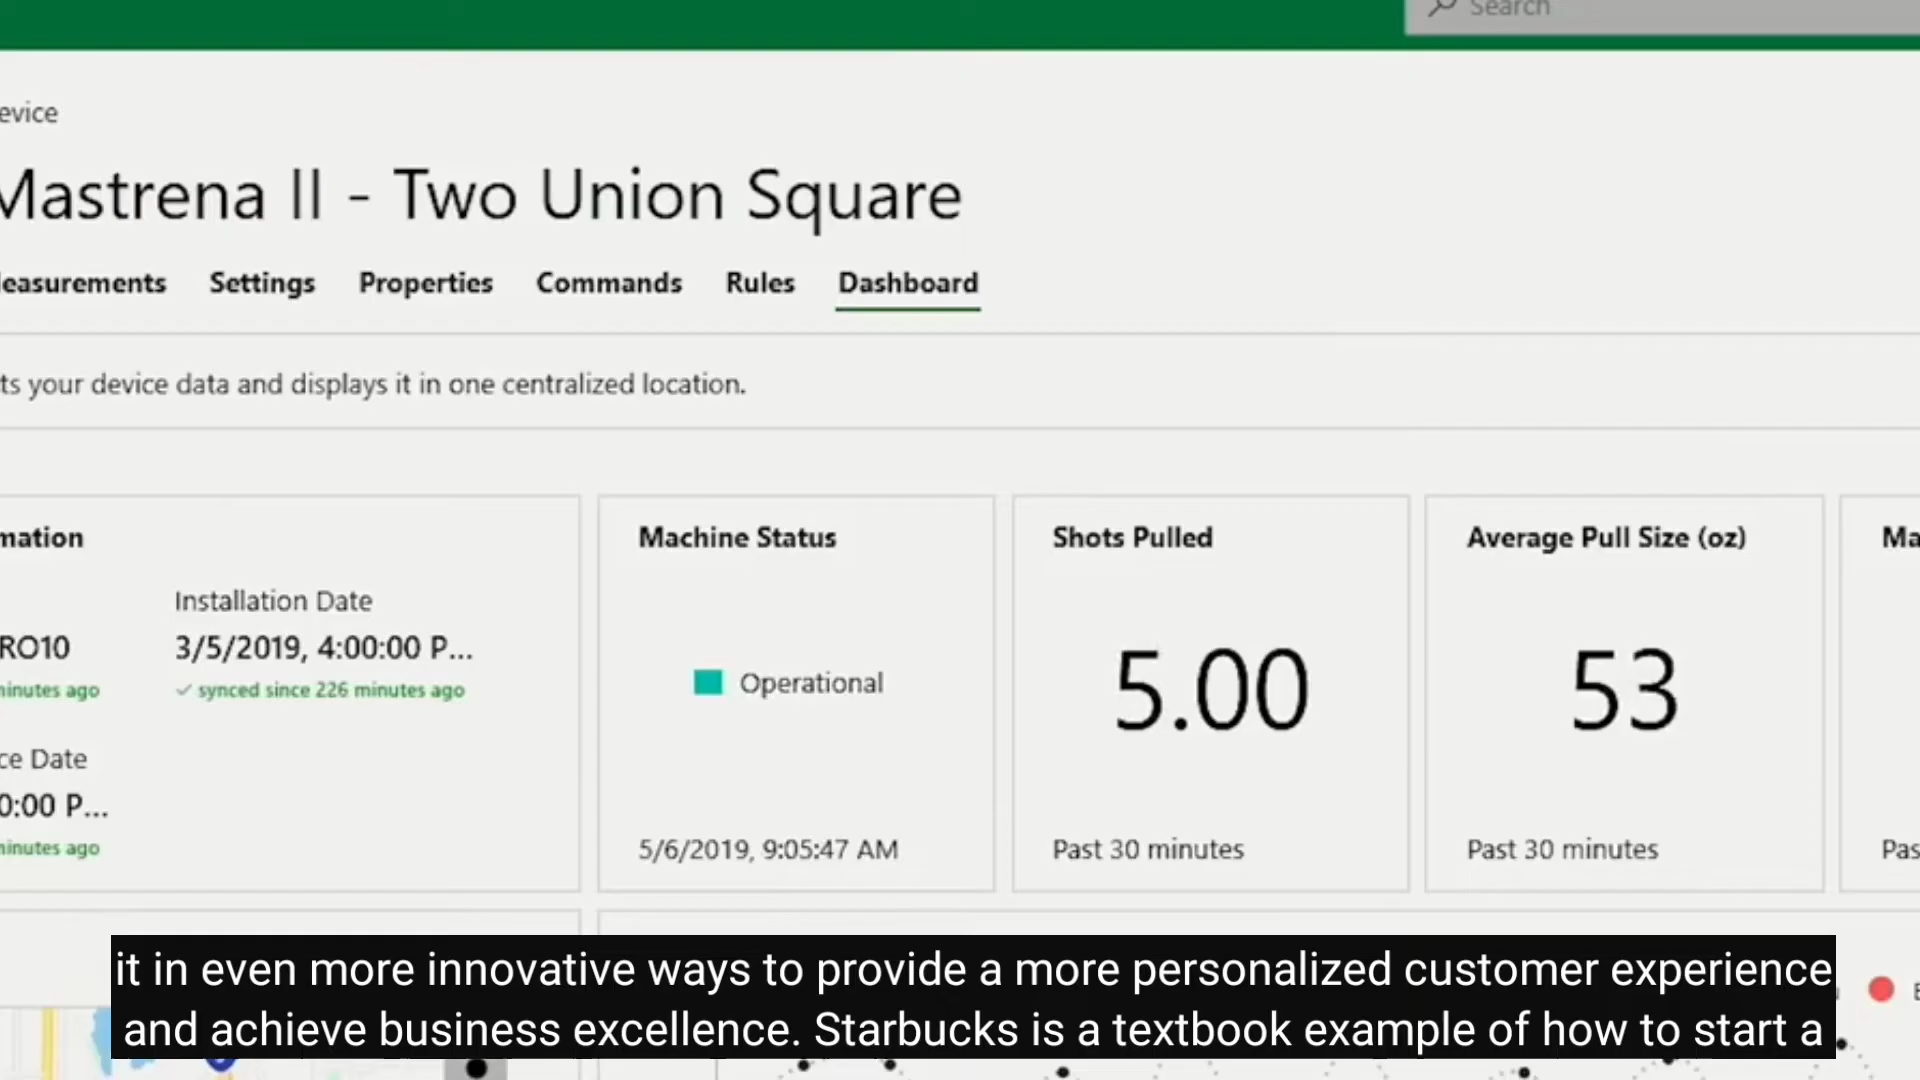 Search
evice
Mastrena II - Two Union Square
easurements Settings Properties Commands Rules Dashboard
ts your device data and displays it in one centralized location.
mation
Installation Date
RO10
3/5/2019, 4:00:00 P...
inutes ago
✓ synced since 226 minutes ago
ce Date
0:00 P...
inutes ago
Machine Status
Operational
5/6/2019, 9:05:47 AM
Shots Pulled
5.00
Past 30 minutes
Average Pull Size (oz)
53
Past 30 minutes
Ma
Pas
it in even more innovative ways to provide a more personalized customer experience
and achieve business excellence. Starbucks is a textbook example of how to start a